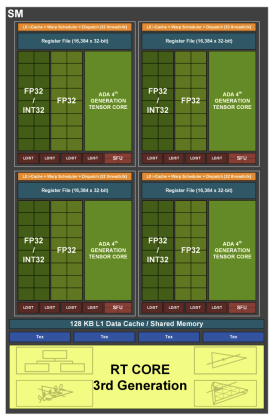 SM
L0 i-Cache + Warp Scheduler + Dispatch (32 thread/clk)
L0 i-Cache + Warp Scheduler + Dispatch (32 thread/clk)
Register File (16,384 x 32-bit)
Register File (16,384 x 32-bit)
FP32
/
INT32
FP32
ADA 4th
GENERATION
TENSOR CORE
FP32
/
INT32
FP32
ADA 4th
GENERATION
TENSOR CORE
LD/ST LD/ST LD/ST LD/ST SFU
LD/ST LD/ST LD/ST LD/ST SFU
L0 i-Cache + Warp Scheduler + Dispatch (32 thread/clk)
L0 i-Cache + Warp Scheduler + Dispatch (32 thread/clk)
Register File (16,384 x 32-bit)
Register File (16,384 x 32-bit)
FP32
/
INT32
FP32
ADA 4th
GENERATION
TENSOR CORE
FP32
/
INT32
FP32
ADA 4th
GENERATION
TENSOR CORE
LD/ST LD/ST LD/ST LD/ST SFU
LD/ST LD/ST LD/ST LD/ST SFU
128 KB L1 Data Cache / Shared Memory
Tex Tex Tex Tex
RT CORE
3rd Generation